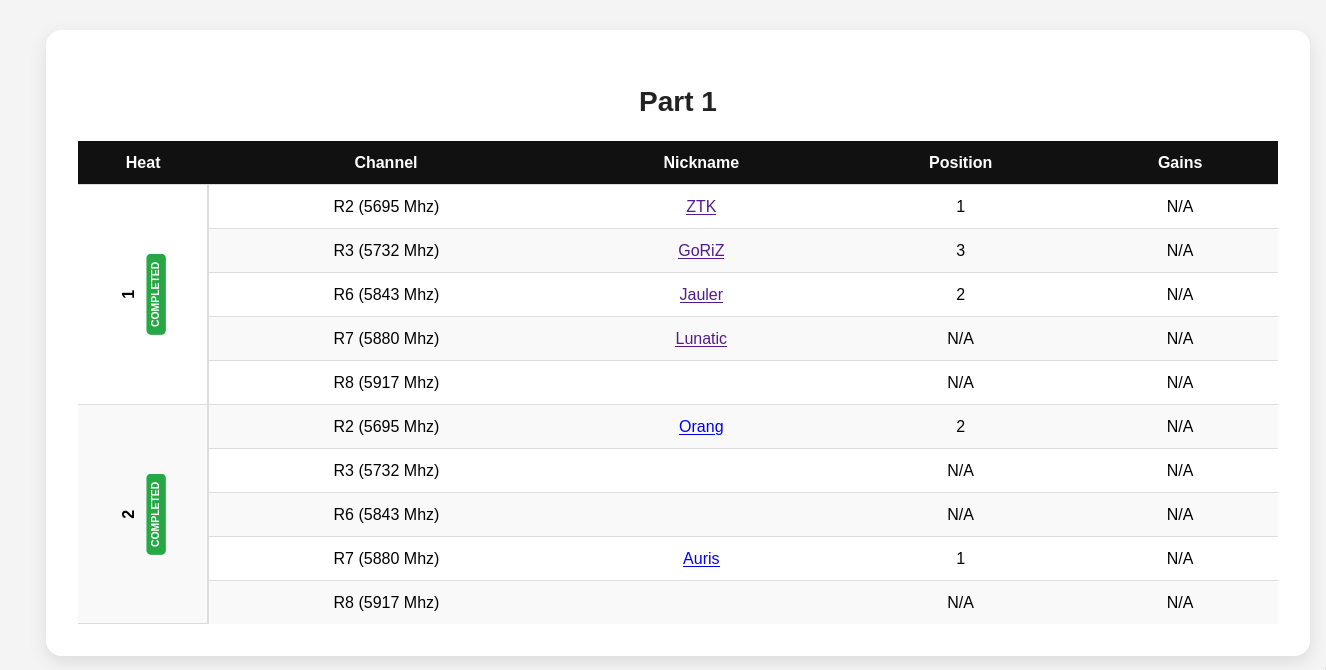 Part 1
Heat Channel Nickname Position Gains
R2 (5695 Mhz) ZTK 1 N/A
R3 (5732 Mhz) GoRiZ 3 N/A
1 COMPLETED R6 (5843 Mhz) Jauler 2 N/A
R7 (5880 Mhz) Lunatic N/A N/A
R8 (5917 Mhz) N/A N/A
R2 (5695 Mhz) Orang 2 N/A
R3 (5732 Mhz) N/A N/A
2 COMPLETED R6 (5843 Mhz) N/A N/A
R7 (5880 Mhz) Auris 1 N/A
R8 (5917 Mhz) N/A N/A